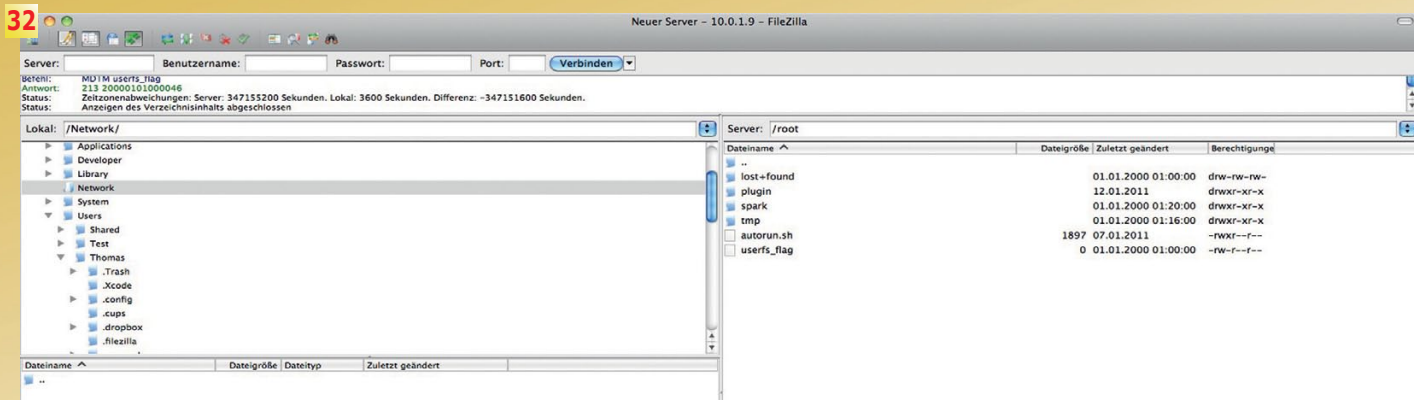 32
Neuer Server – 10.0.1.9 – FileZilla
Server: Benutzername: Passwort: Port: Verbinden
Befehl: MDTM userfs_flag
Antwort: 213 20000101000046
Status: Zeitzonenabweichungen: Server: 347155200 Sekunden. Lokal: 3600 Sekunden. Differenz: -347151600 Sekunden.
Status: Anzeigen des Verzeichnisinhalts abgeschlossen
Lokal: /Network/
Applications
Developer
Library
Network
System
Users
Shared
Test
Thomas
.Trash
.Xcode
.config
.cups
.dropbox
.filezilla
Dateiname Dateigröße Dateityp Zuletzt geändert
..
Server: /root
Dateiname Dateigröße Zuletzt geändert Berechtigunge
..
lost+found 01.01.2000 01:00:00 drw-rw-rw-
plugin 12.01.2011 drwxr-xr-x
spark 01.01.2000 01:20:00 drwxr-xr-x
tmp 01.01.2000 01:16:00 drwxr-xr-x
autorun.sh 1897 07.01.2011 -rwxr--r--
userfs_flag 0 01.01.2000 01:00:00 -rw-r--r--